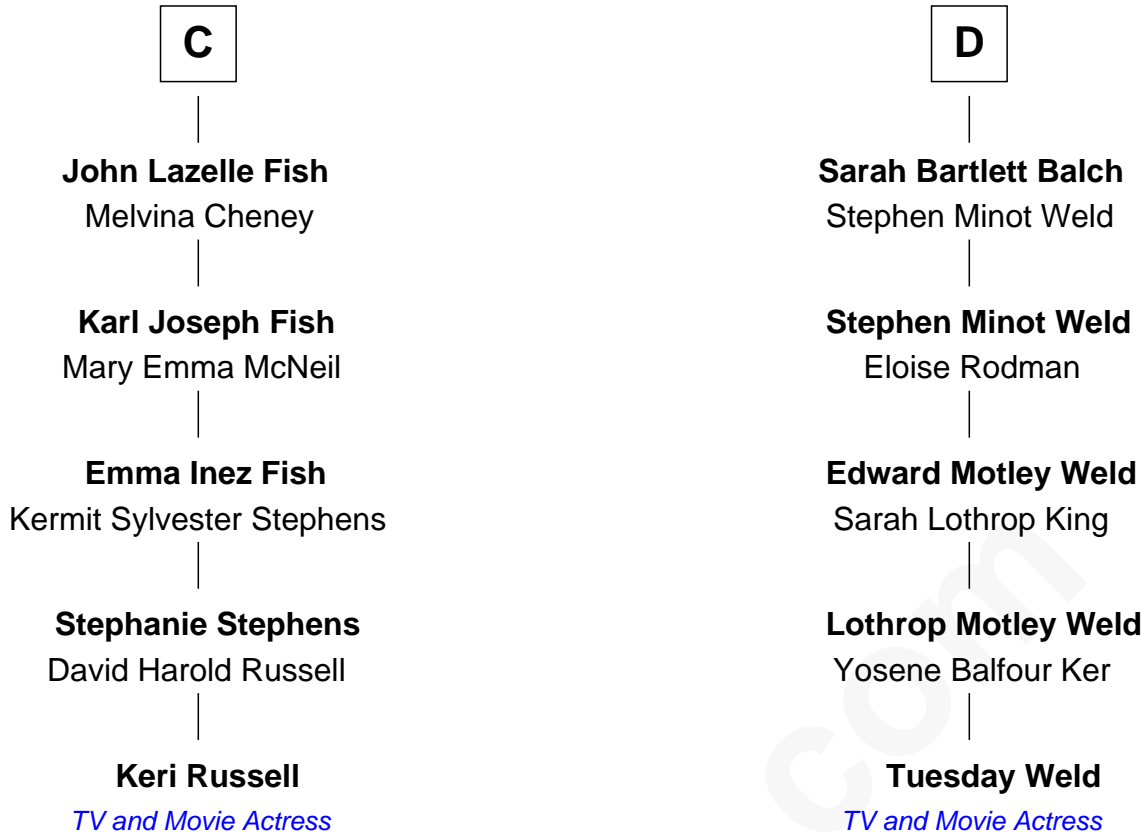 C
John Lazelle Fish
Melvina Cheney
Karl Joseph Fish
Mary Emma McNeil
Emma Inez Fish
Kermit Sylvester Stephens
Stephanie Stephens
David Harold Russell
Keri Russell
TV and Movie Actress
D
Sarah Bartlett Balch
Stephen Minot Weld
Stephen Minot Weld
Eloise Rodman
Edward Motley Weld
Sarah Lothrop King
Lothrop Motley Weld
Yosene Balfour Ker
Tuesday Weld
TV and Movie Actress
com